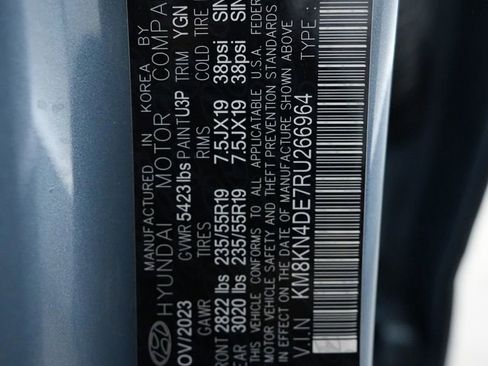 MANUFACTURED IN KOREA BY
HYUNDAI MOTOR COMPA
OV/2023 GVWR 5423 lbs PAINT U3P TRIM YGN
GAWR TIRES RIMS COLD TIRE
RONT 2822 lbs 235/55R19 7.5JX19 38psi SIN
EAR 3020 lbs 235/55R19 7.5JX19 38psi SIN
VEHICLE CONFORMS TO ALL APPLICABLE U.S.A. FEDER
MOTOR VEHICLE SAFETY AND THEFT PREVENTION STANDARDS
IN EFFECT ON THE DATE OF MANUFACTURE SHOWN ABOVE
V.I.N : KM8KN4DE7RU266964 TYPE :